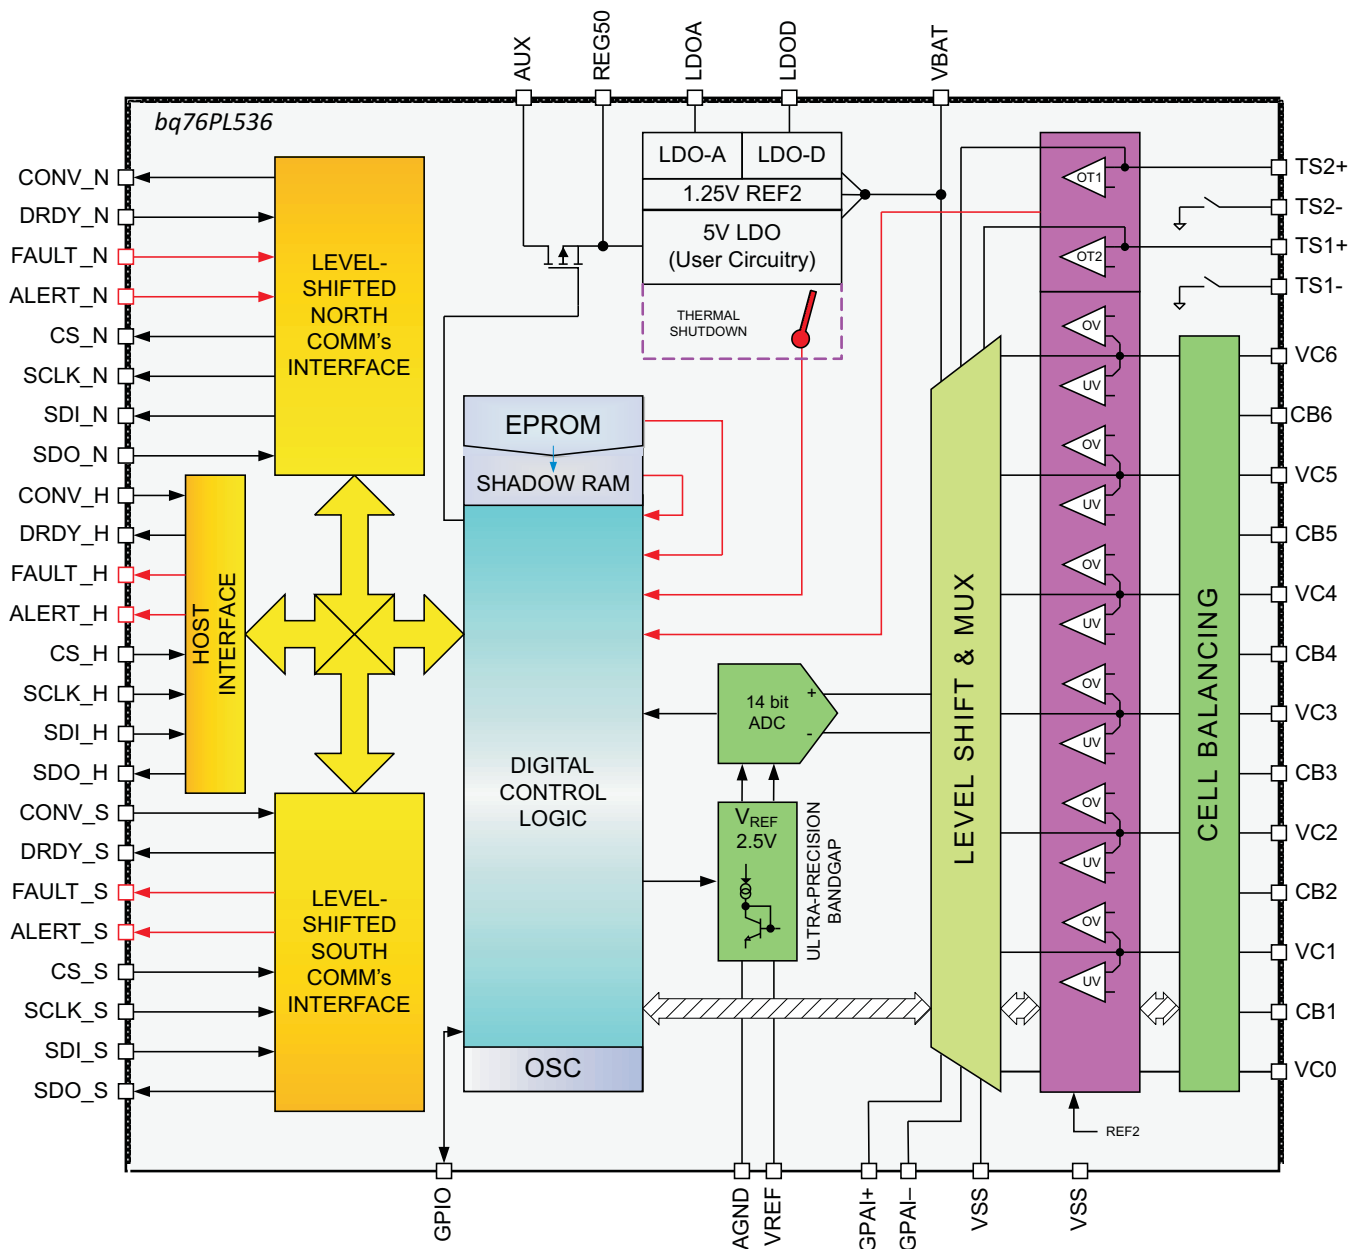 AUX
REG50
LDOA
LDOD
VBAT
bq76PL536
CONV_N
DRDY_N
FAULT_N
ALERT_N
CS_N
SCLK_N
SDI_N
SDO_N
CONV_H
DRDY_H
FAULT_H
ALERT_H
CS_H
SCLK_H
SDI_H
SDO_H
CONV_S
DRDY_S
FAULT_S
ALERT_S
CS_S
SCLK_S
SDI_S
SDO_S
LEVEL-
SHIFTED
NORTH
COMM's
INTERFACE
HOST
INTERFACE
LEVEL-
SHIFTED
SOUTH
COMM's
INTERFACE
LDO-A
LDO-D
1.25V REF2
5V LDO
(User Circuitry)
THERMAL
SHUTDOWN
EPROM
SHADOW RAM
DIGITAL
CONTROL
LOGIC
OSC
14 bit
ADC
+
-
VREF
2.5V
ULTRA-PRECISION
BANDGAP
LEVEL SHIFT & MUX
OT1
OT2
OV
UV
OV
UV
OV
UV
OV
UV
OV
UV
OV
UV
REF2
CELL BALANCING
TS2+
TS2-
TS1+
TS1-
VC6
CB6
VC5
CB5
VC4
CB4
VC3
CB3
VC2
CB2
VC1
CB1
VC0
GPIO
AGND
VREF
GPAI+
GPAI–
VSS
VSS